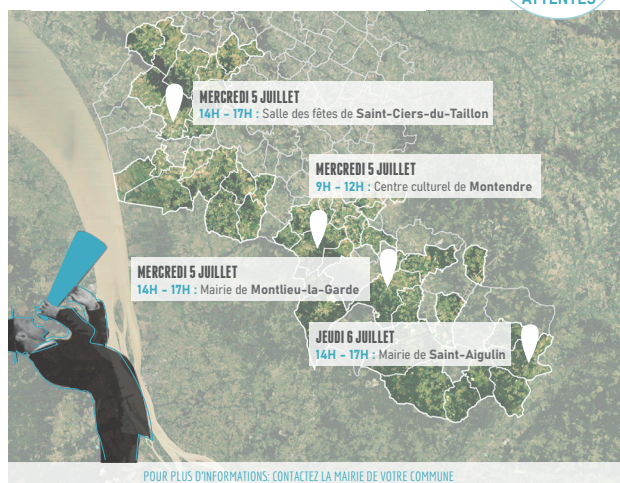 ATTENTES
MERCREDI 5 JUILLET
14H - 17H : Salle des fêtes de Saint-Ciers-du-Taillon
MERCREDI 5 JUILLET
9H - 12H : Centre culturel de Montendre
MERCREDI 5 JUILLET
14H - 17H : Mairie de Montlieu-la-Garde
JEUDI 6 JUILLET
14H - 17H : Mairie de Saint-Aigulin
POUR PLUS D'INFORMATIONS: CONTACTEZ LA MAIRIE DE VOTRE COMMUNE